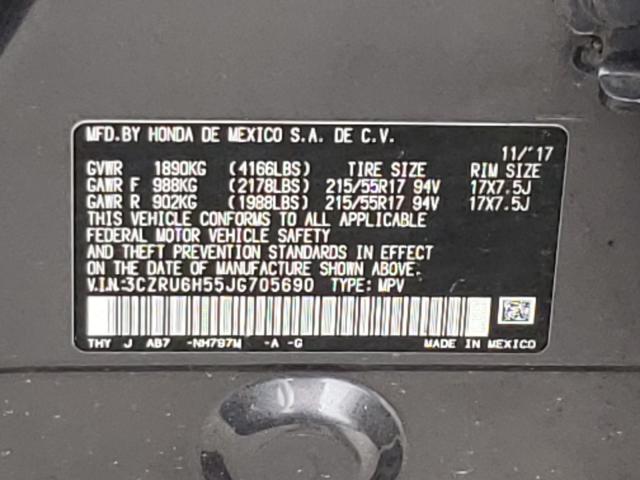 MFD.BY HONDA DE MEXICO S.A. DE C.V.
11/'17
GVWR 1890KG (4166LBS) TIRE SIZE RIM SIZE
GAWR F 988KG (2178LBS) 215/55R17 94V 17X7.5J
GAWR R 902KG (1988LBS) 215/55R17 94V 17X7.5J
THIS VEHICLE CONFORMS TO ALL APPLICABLE
FEDERAL MOTOR VEHICLE SAFETY
AND THEFT PREVENTION STANDARDS IN EFFECT
ON THE DATE OF MANUFACTURE SHOWN ABOVE.
V.I.N:3CZRU6H55JG705690 TYPE: MPV
THY J AB7 -NH797M -A -G MADE IN MEXICO